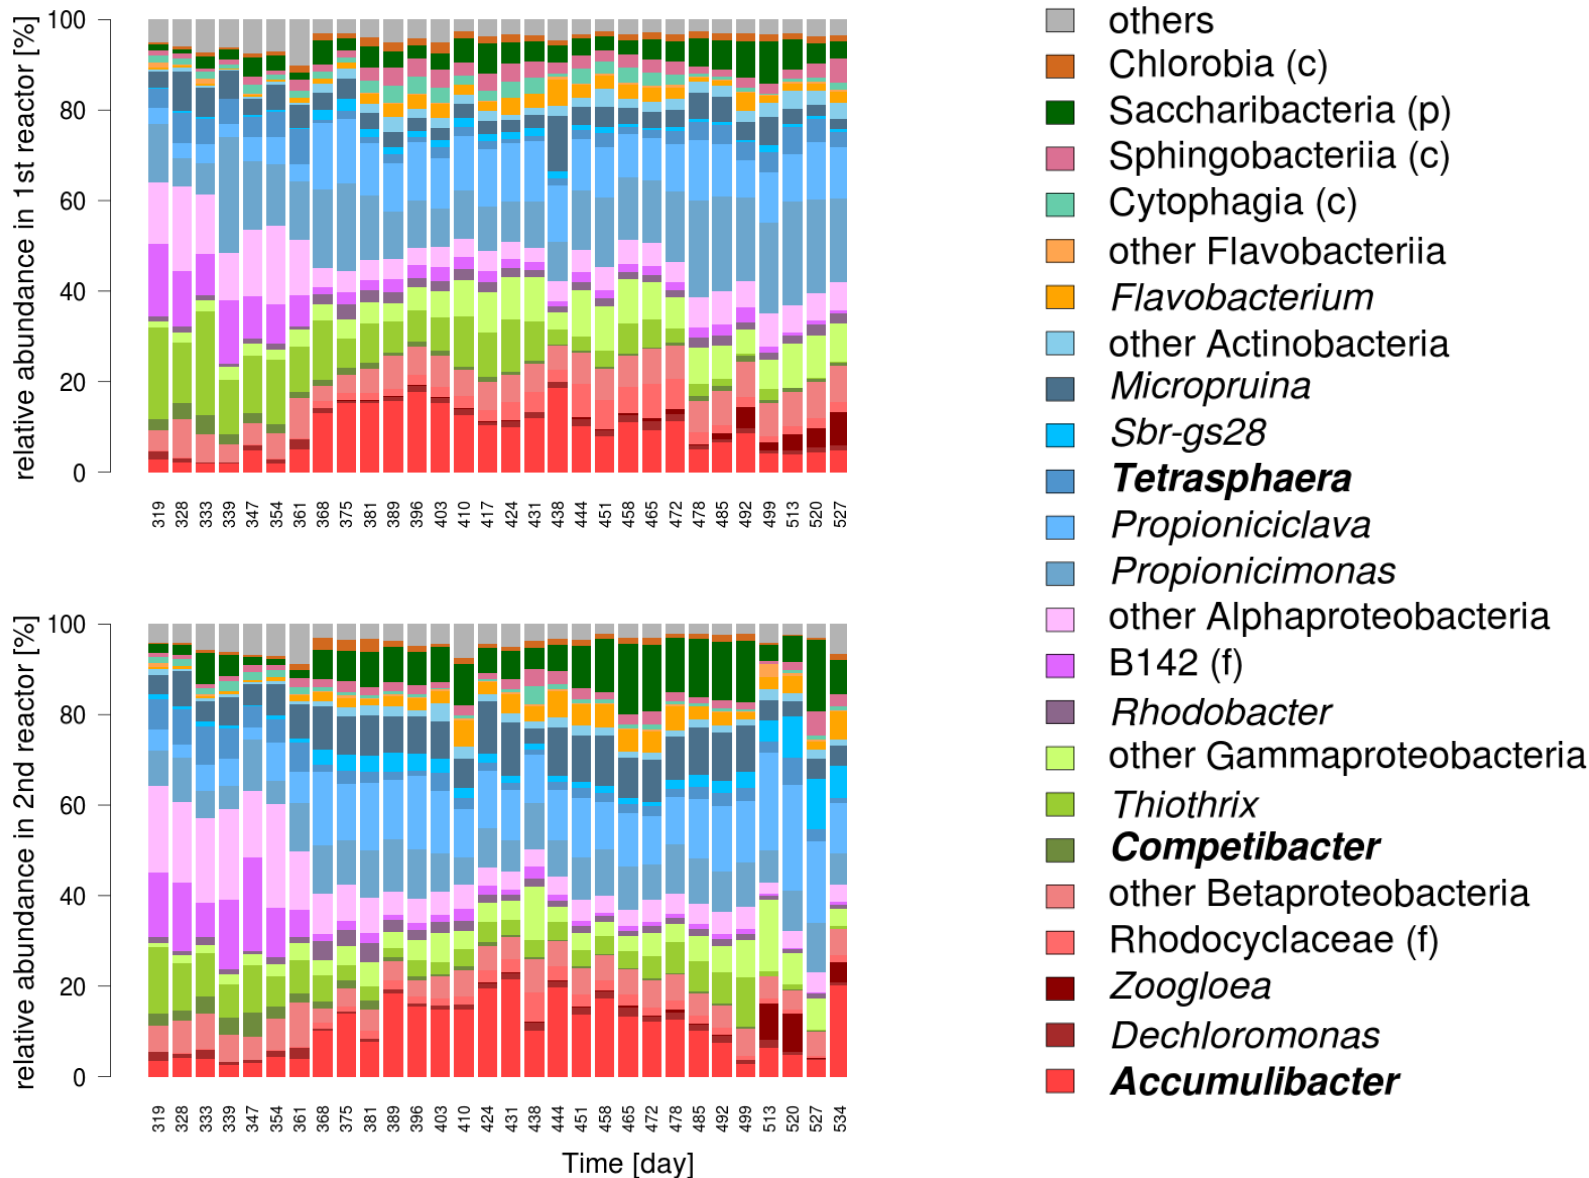 relative abundance in 1st reactor [%]
100
80
60
40
20
0
319 328 333 339 347 354 361 368 375 381 389 396 403 410 417 424 431 438 444 451 458 465 472 478 485 492 499 513 520 527
relative abundance in 2nd reactor [%]
100
80
60
40
20
0
319 328 333 339 347 354 361 368 375 381 389 396 403 410 424 431 438 444 451 458 465 472 478 485 492 499 513 520 527 534
Time [day]
others
Chlorobia (c)
Saccharibacteria (p)
Sphingobacteriia (c)
Cytophagia (c)
other Flavobacteriia
Flavobacterium
other Actinobacteria
Micropruina
Sbr-gs28
Tetrasphaera
Propioniciclava
Propionicimonas
other Alphaproteobacteria
B142 (f)
Rhodobacter
other Gammaproteobacteria
Thiothrix
Competibacter
other Betaproteobacteria
Rhodocyclaceae (f)
Zoogloea
Dechloromonas
Accumulibacter